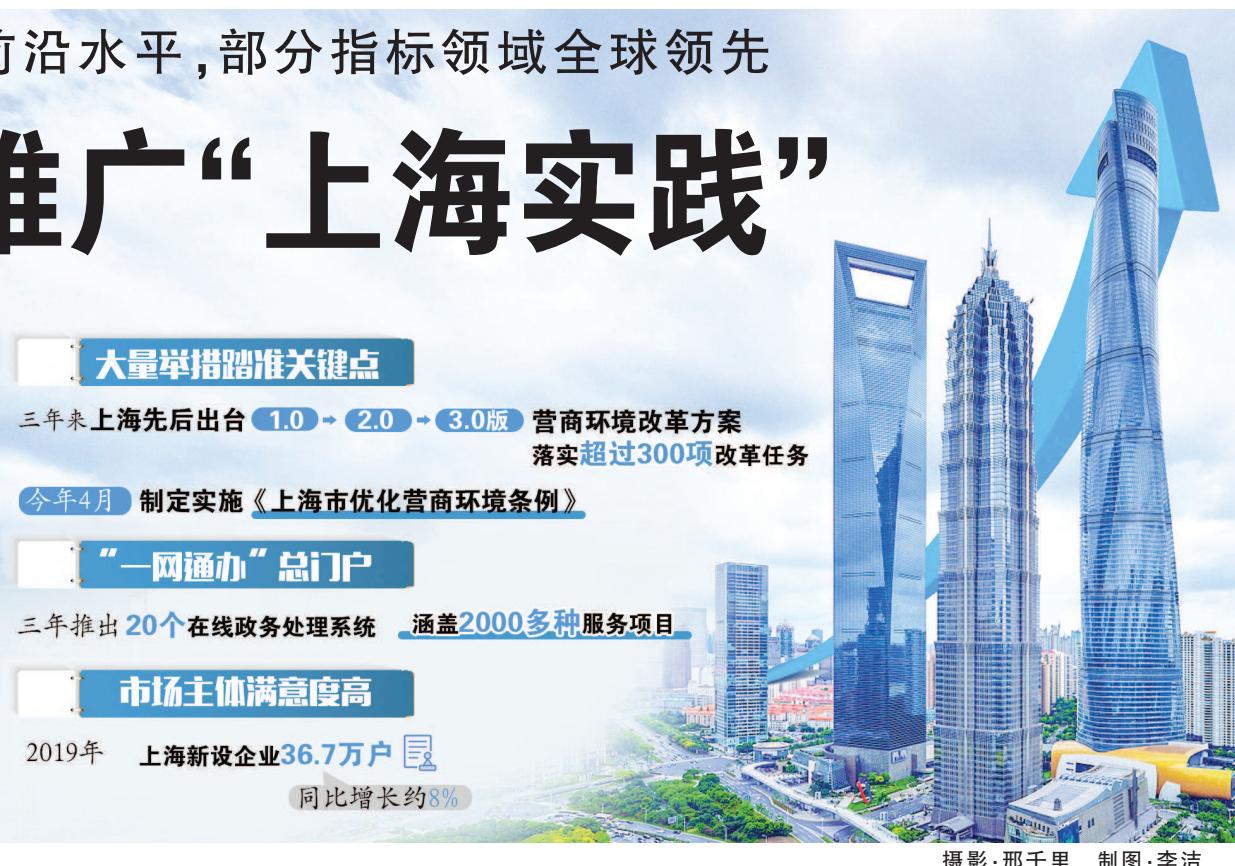 沿水平,部分指标领域全球领先
推广“上海实践”
大量举措踏准关键点
三年来上海先后出台 1.0 → 2.0 → 3.0版 营商环境改革方案
落实超过300项改革任务
今年4月 制定实施《上海市优化营商环境条例》
“一网通办”总门户
三年推出20个在线政务处理系统 涵盖2000多种服务项目
市场主体满意度高
2019年 上海新设企业36.7万户
同比增长约8%
摄影·邢千里 制图·李洁